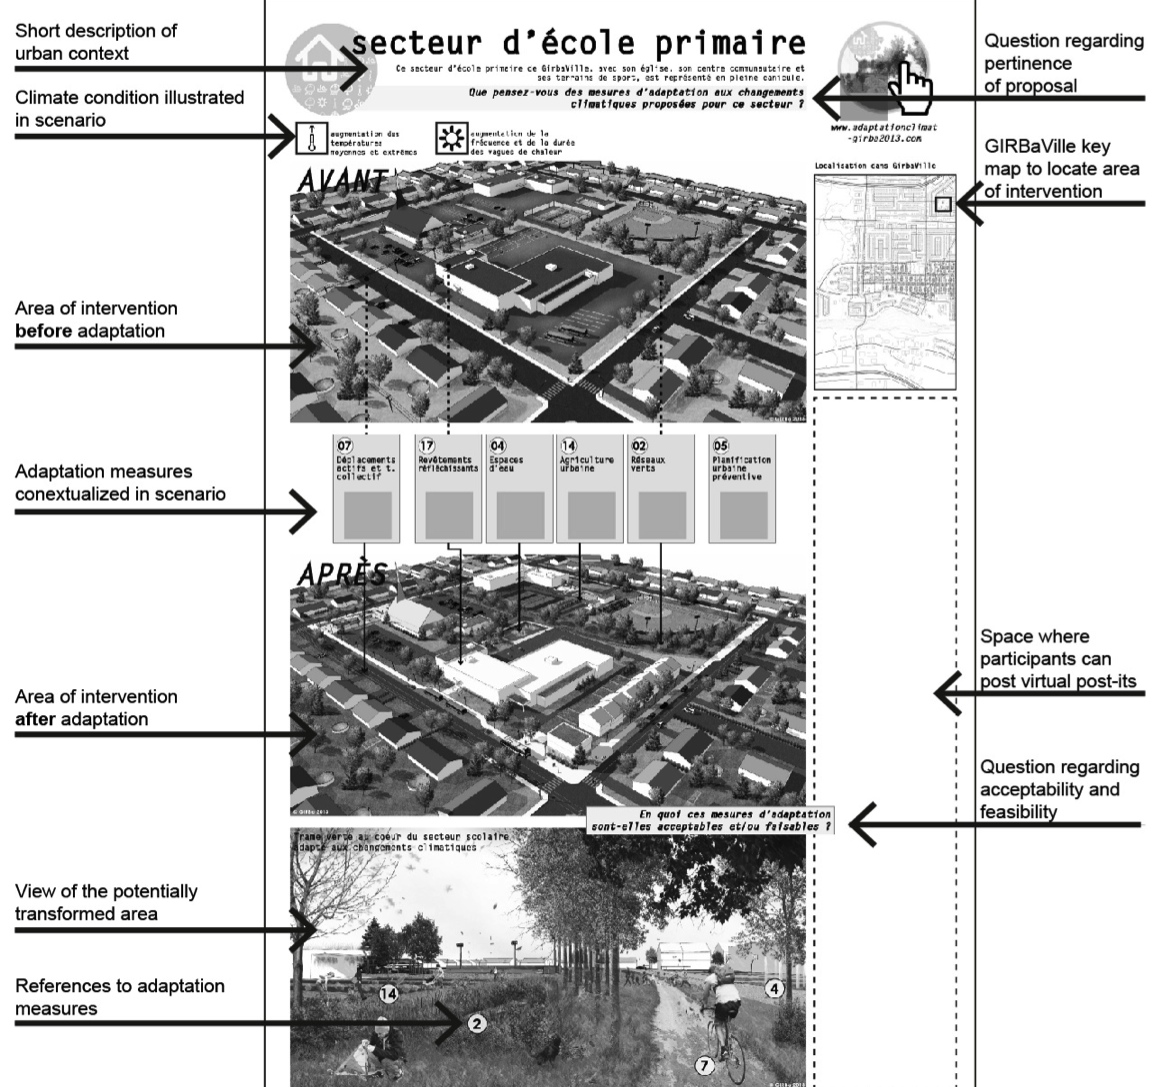 Short description of
urban context
Climate condition illustrated
in scenario
Area of intervention
before adaptation
Adaptation measures
conextualized in scenario
Area of intervention
after adaptation
View of the potentially
transformed area
References to adaptation
measures
secteur d'école primaire
Ce secteur d'école primaire de GirbaVille, avec son église, son centre communautaire et
ses terrains de sport, est représenté en pleine canicule.
Que pensez-vous des mesures d'adaptation aux changements
climatiques proposées pour ce secteur ?
augmentation des
températures
moyennes et extrêmes
augmentation de la
fréquence et de la durée
des vagues de chaleur
www.adaptationclimat
-girba2013.com
Localisation dans GirbaVille
AVANT
© Girba 2013
07
Déplacements
actifs et t.
collectif
17
Revêtements
réfléchissants
04
Espaces
d'eau
14
Agriculture
urbaine
02
Réseaux
verts
05
Planification
urbaine
préventive
APRÈS
© Girba 2013
En quoi ces mesures d'adaptation
sont-elles acceptables et/ou faisables ?
Trame verte au coeur du secteur scolaire
adapté aux changements climatiques
14
2
4
7
© Girba 2013
Question regarding
pertinence
of proposal
GIRBaVille key
map to locate area
of intervention
Space where
participants can
post virtual post-its
Question regarding
acceptability and
feasibility